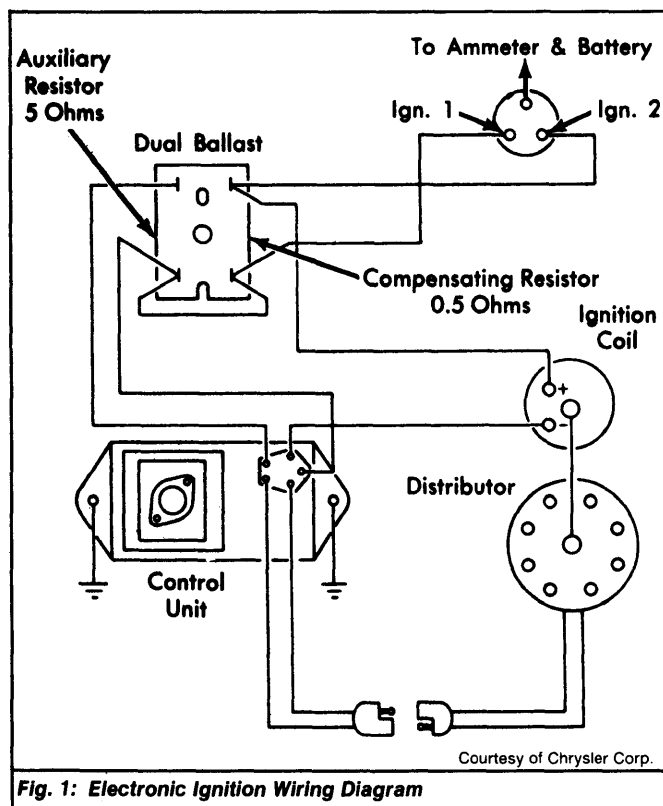 To Ammeter & Battery
Auxiliary
Resistor
5 Ohms
Ign. 1
Ign. 2
Dual Ballast
Compensating Resistor
0.5 Ohms
Ignition
Coil
+
−
Distributor
Control
Unit
Courtesy of Chrysler Corp.
Fig. 1: Electronic Ignition Wiring Diagram